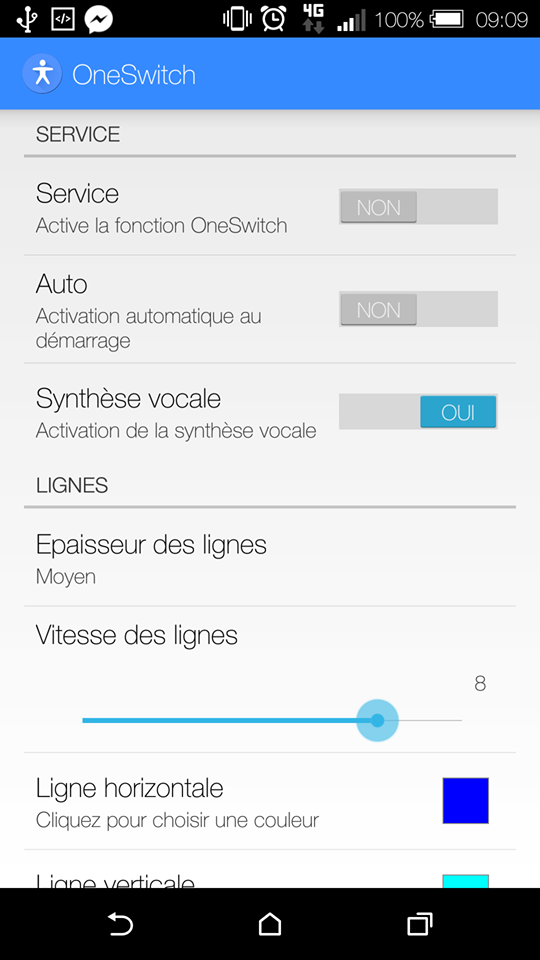 4G 100% 09:09
OneSwitch
SERVICE
Service
NON
Active la fonction OneSwitch
Auto
NON
Activation automatique au
démarrage
Synthèse vocale
OUI
Activation de la synthèse vocale
LIGNES
Epaisseur des lignes
Moyen
Vitesse des lignes
8
Ligne horizontale
Cliquez pour choisir une couleur
Ligne verticale